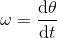 ω = dθ/dt